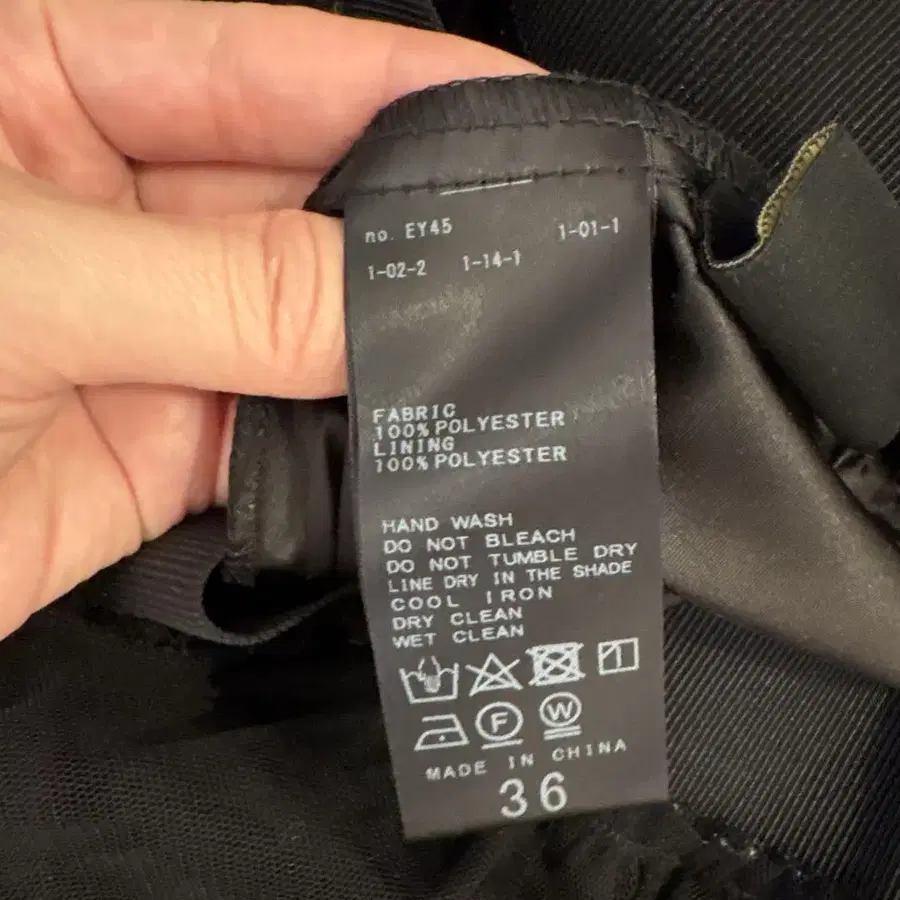 no. EY45 1-01-1
1-02-2 1-14-1
FABRIC
100% POLYESTER
LINING
100% POLYESTER
HAND WASH
DO NOT BLEACH
DO NOT TUMBLE DRY
LINE DRY IN THE SHADE
COOL IRON
DRY CLEAN
WET CLEAN
F W
MADE IN CHINA
36